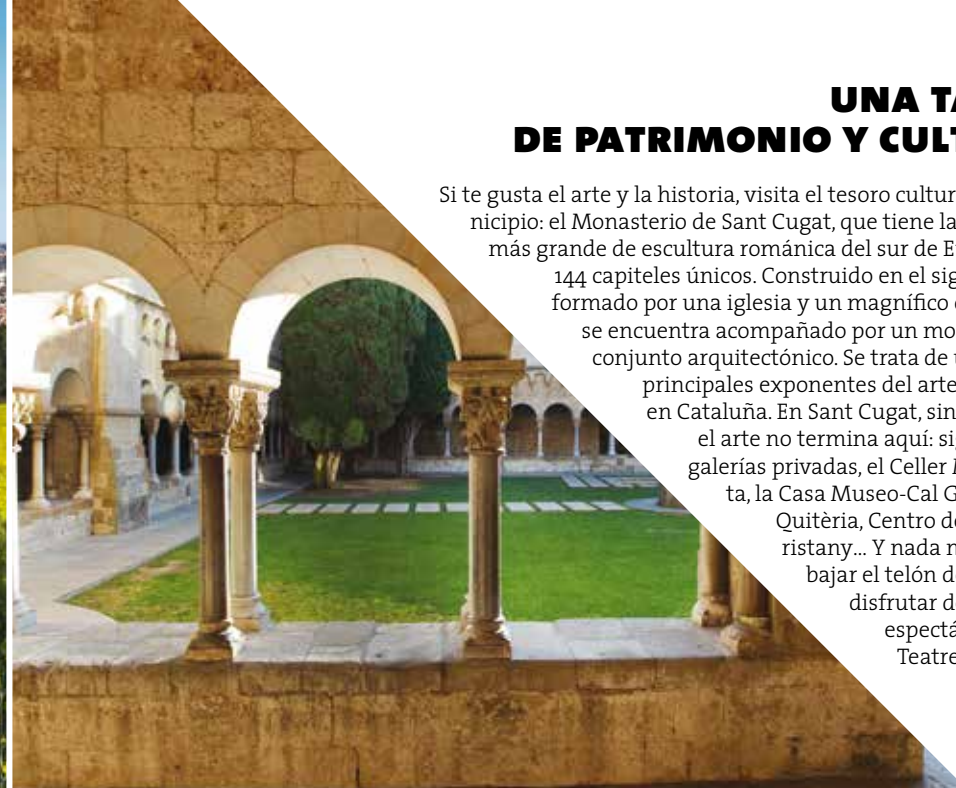 UNA TA
DE PATRIMONIO Y CULT
Si te gusta el arte y la historia, visita el tesoro cultur
nicipio: el Monasterio de Sant Cugat, que tiene la
más grande de escultura románica del sur de E
144 capiteles únicos. Construido en el sig
formado por una iglesia y un magnífico
se encuentra acompañado por un mo
conjunto arquitectónico. Se trata de
principales exponentes del arte
en Cataluña. En Sant Cugat, sin
el arte no termina aquí: si
galerías privadas, el Celler
ta, la Casa Museo-Cal G
Quitèria, Centro d
ristany... Y nada
bajar el telón d
disfrutar d
espectá
Teatre